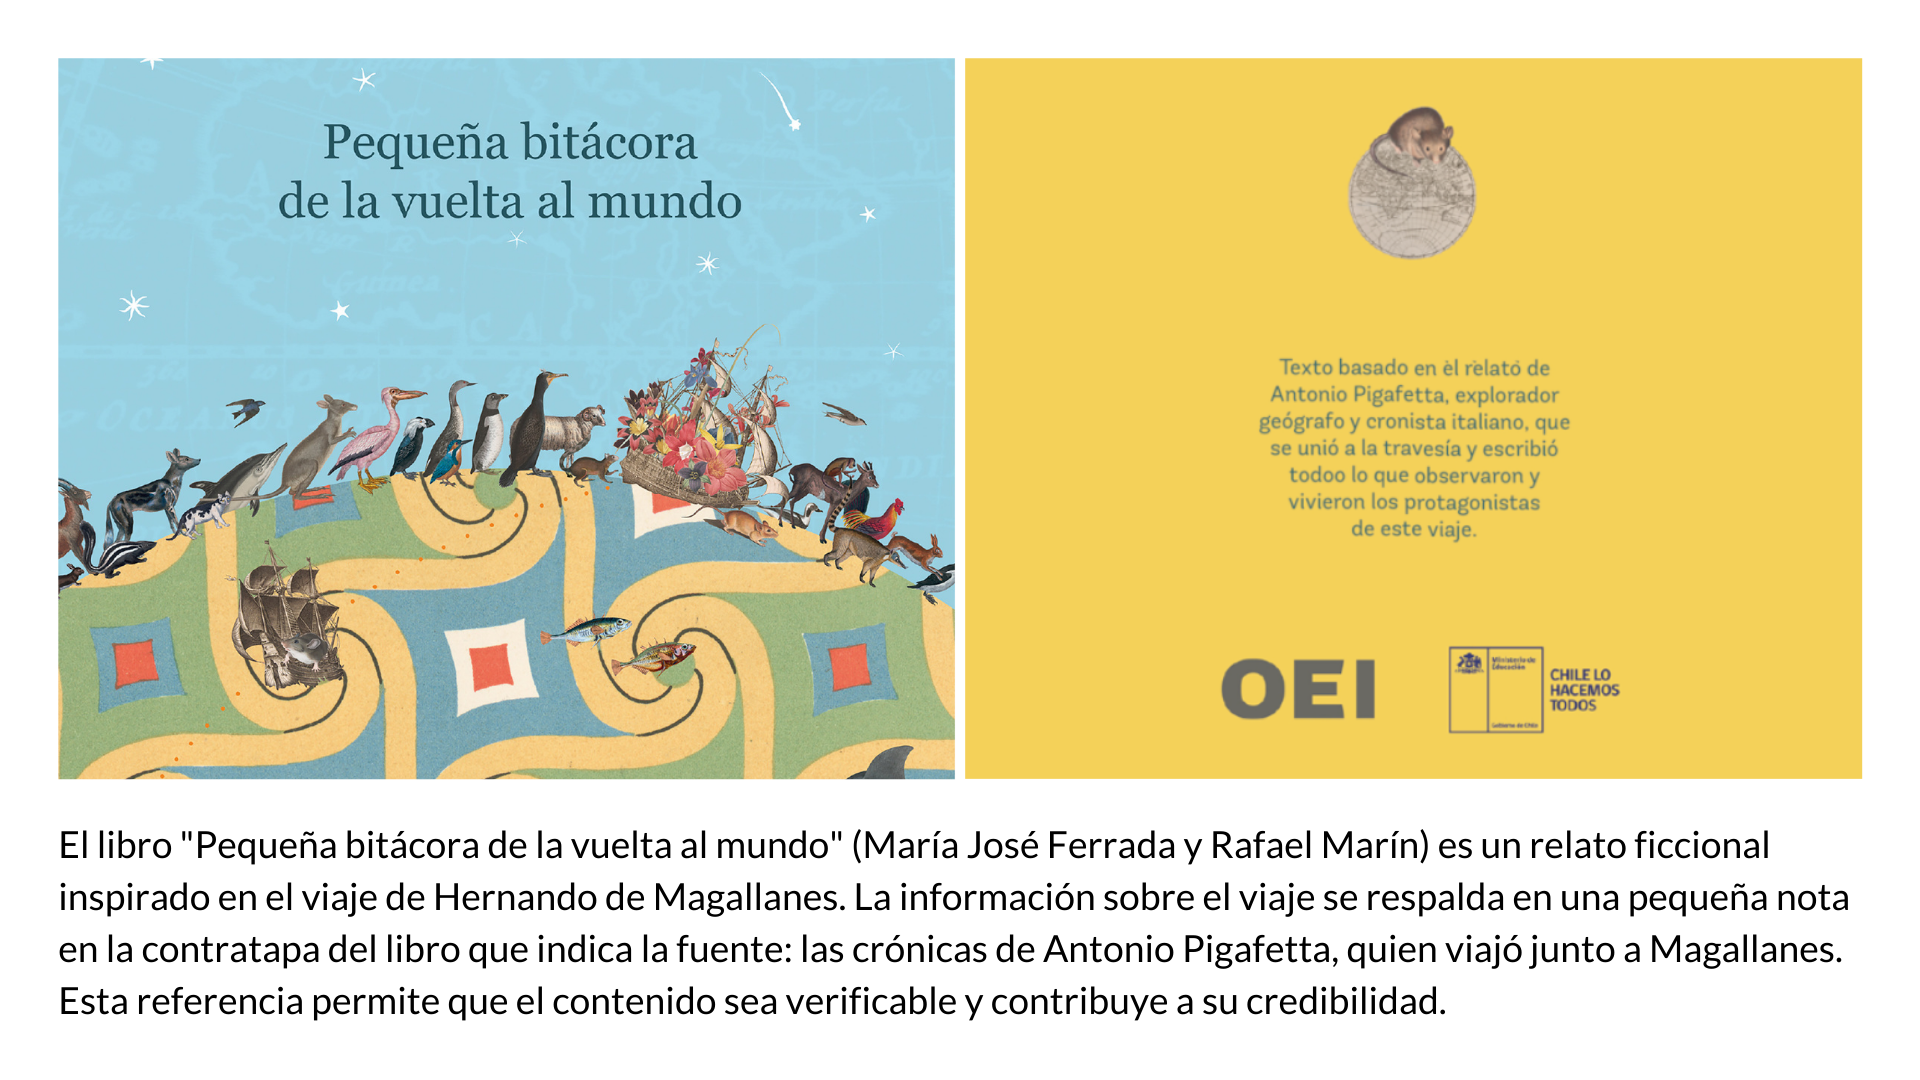 Pequeña bitácora
de la vuelta al mundo
Guinea
Texto basado en el relato de
Antonio Pigafetta, explorador
geógrafo y cronista italiano, que
se unió a la travesía y escribió
todoo lo que observaron y
vivieron los protagonistas
de este viaje.
OEI
Ministerio de
Educación
Gobierno de Chile
CHILE LO
HACEMOS
TODOS
El libro "Pequeña bitácora de la vuelta al mundo" (María José Ferrada y Rafael Marín) es un relato ficcional
inspirado en el viaje de Hernando de Magallanes. La información sobre el viaje se respalda en una pequeña nota
en la contratapa del libro que indica la fuente: las crónicas de Antonio Pigafetta, quien viajó junto a Magallanes.
Esta referencia permite que el contenido sea verificable y contribuye a su credibilidad.